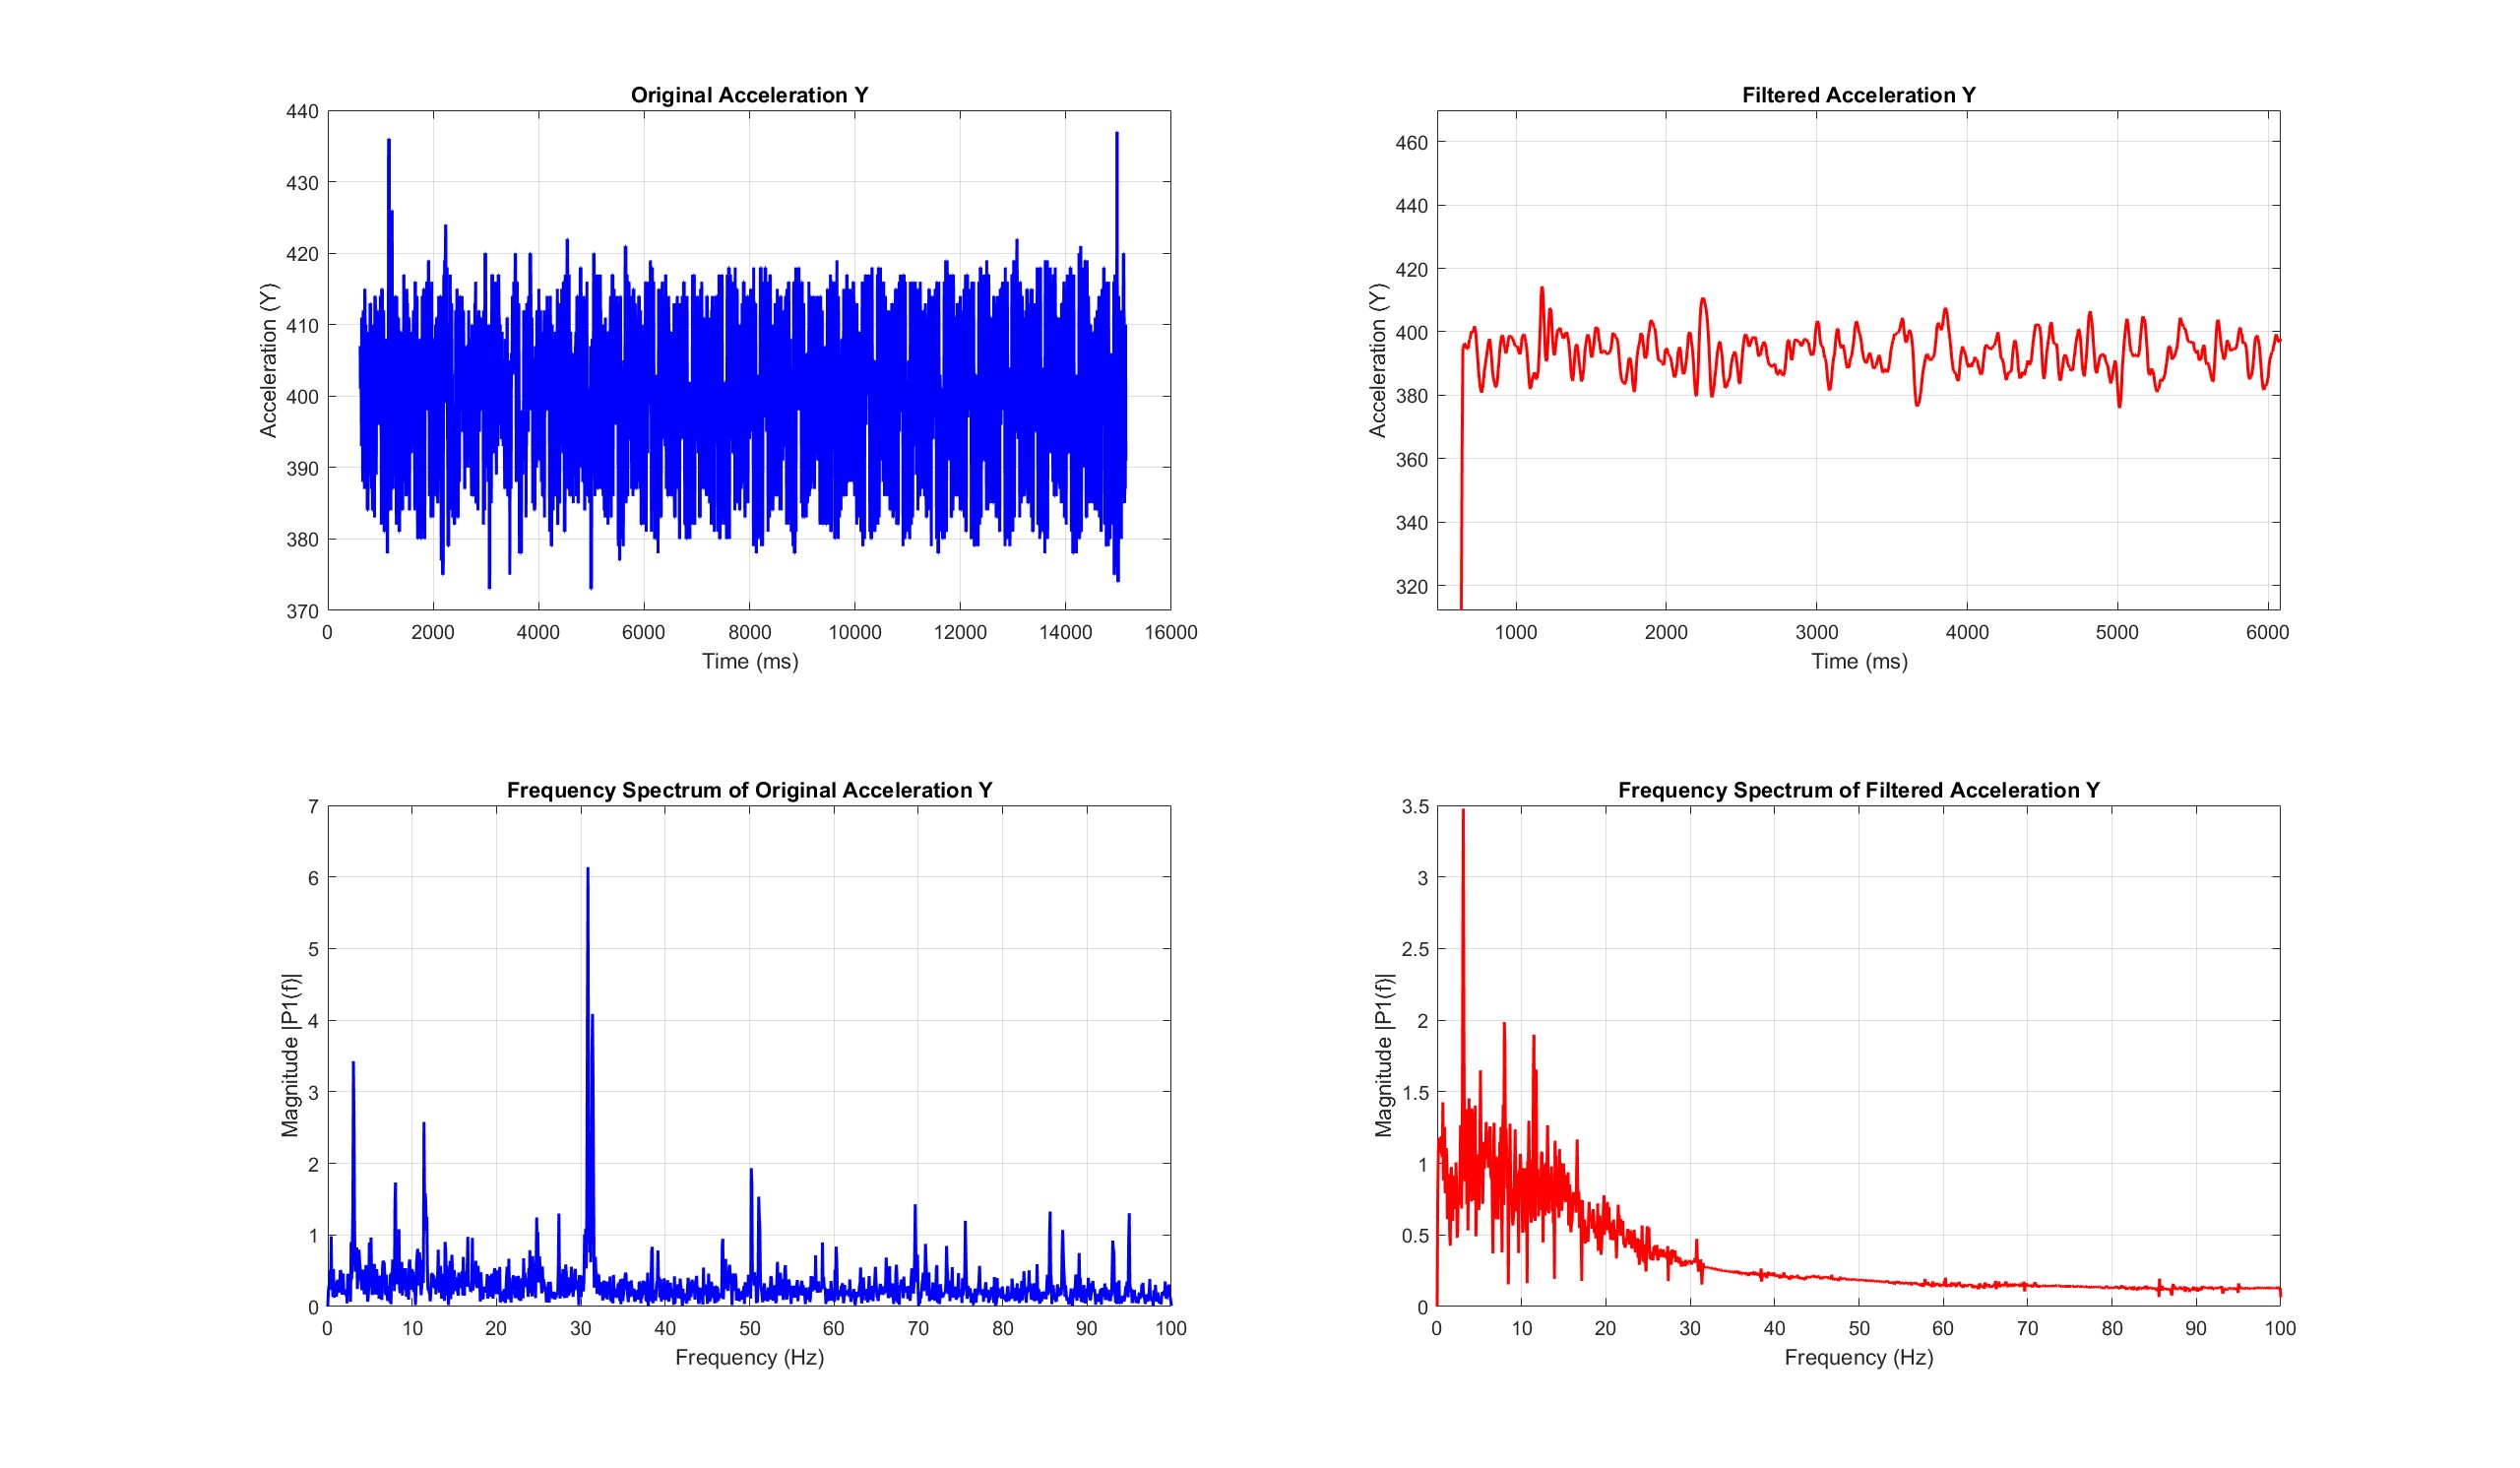 Original Acceleration Y
440
430
420
410
400
390
380
370
Acceleration (Y)
0 2000 4000 6000 8000 10000 12000 14000 16000
Time (ms)
Filtered Acceleration Y
460
440
420
400
380
360
340
320
Acceleration (Y)
1000 2000 3000 4000 5000 6000
Time (ms)
Frequency Spectrum of Original Acceleration Y
7
6
5
4
3
2
1
0
Magnitude |P1(f)|
0 10 20 30 40 50 60 70 80 90 100
Frequency (Hz)
Frequency Spectrum of Filtered Acceleration Y
3.5
3
2.5
2
1.5
1
0.5
0
Magnitude |P1(f)|
0 10 20 30 40 50 60 70 80 90 100
Frequency (Hz)